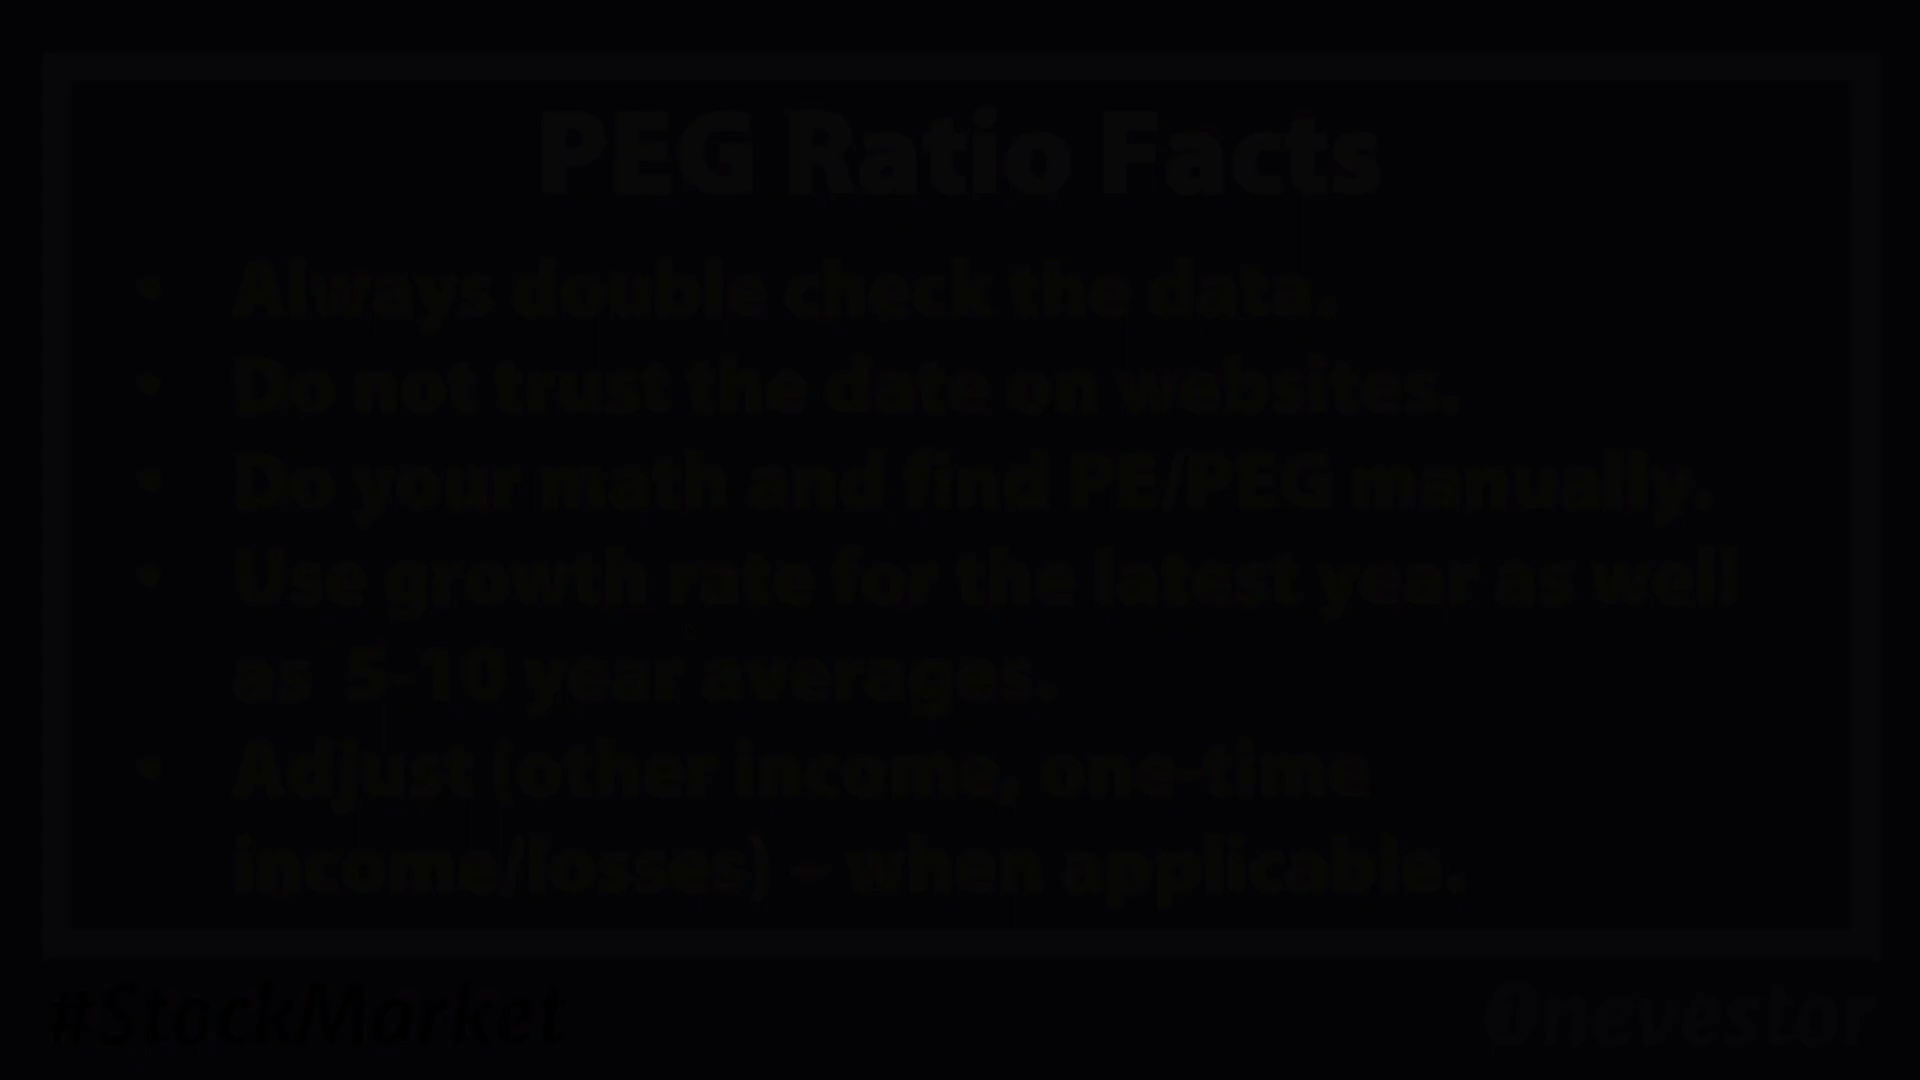 PEG Ratio Facts
• Always double check the data.
• Do not trust the date on websites.
• Do your math and find PE/PEG manually.
• Use growth rate for the latest year as well
as 5-10 year averages.
• Adjust (other income, one-time
income/losses) – when applicable.
#StockMarket
Onevestor